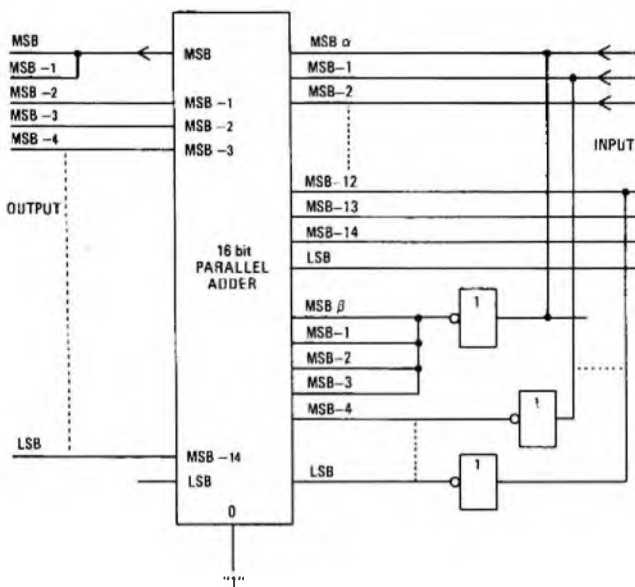 MSB
MSB -1
MSB -2
MSB -3
MSB -4
OUTPUT
LSB
MSB
MSB -1
MSB -2
MSB -3
16 bit
PARALLEL
ADDER
MSB -14
LSB
0
"1"
MSB α
MSB-1
MSB-2
INPUT
MSB-12
MSB-13
MSB-14
LSB
MSB β
MSB-1
MSB-2
MSB-3
MSB-4
LSB
1
1
1